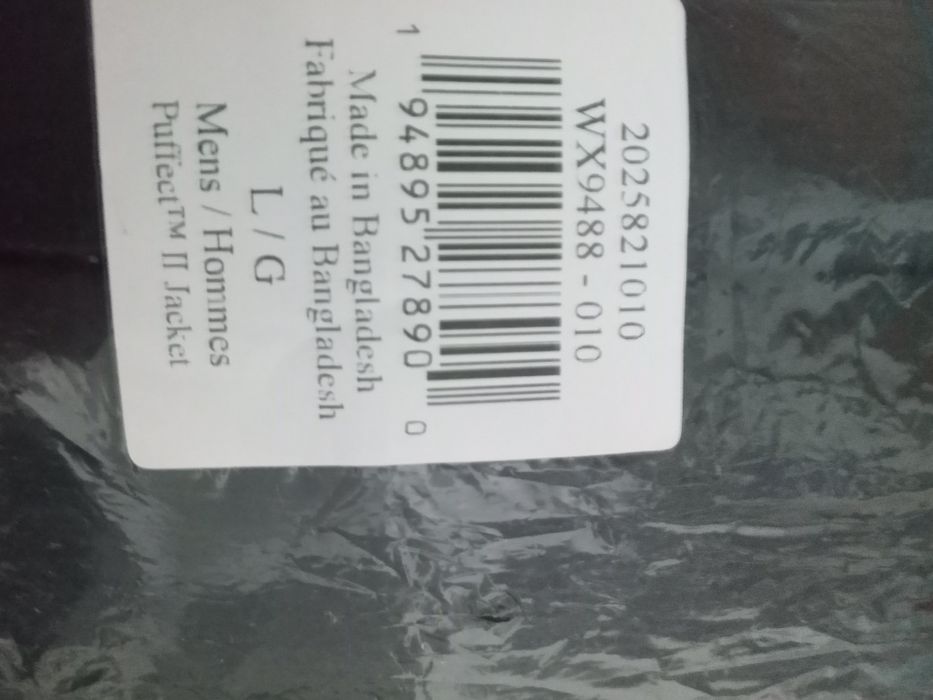 2025821010
WX9488 - 010
1 94895 27890 0
Made in Bangladesh
Fabriqué au Bangladesh
L / G
Mens / Hommes
Puffect™ II Jacket